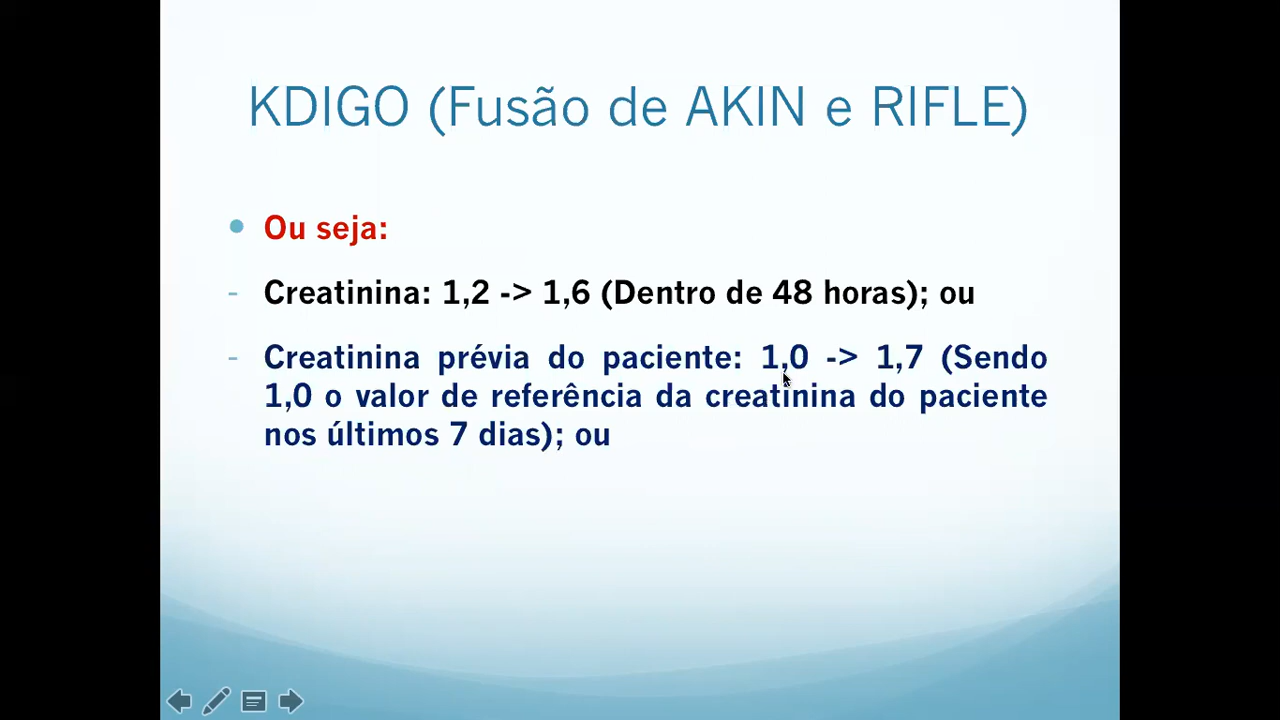 KDIGO (Fusão de AKIN e RIFLE)
• Ou seja:
- Creatinina: 1,2 -> 1,6 (Dentro de 48 horas); ou
- Creatinina prévia do paciente: 1,0 -> 1,7 (Sendo
1,0 o valor de referência da creatinina do paciente
nos últimos 7 dias); ou